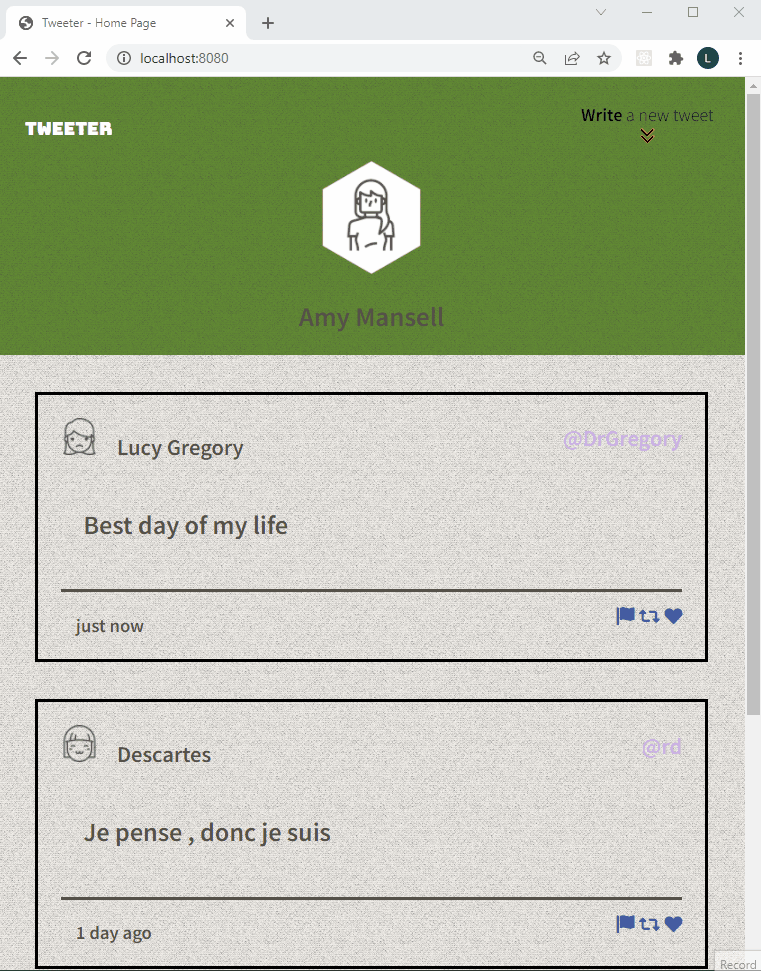 Tweeter - Home Page
localhost:8080
L
TWEETER
Write a new tweet
Amy Mansell
Lucy Gregory
@DrGregory
Best day of my life
just now
Descartes
@rd
Je pense , donc je suis
1 day ago
Record